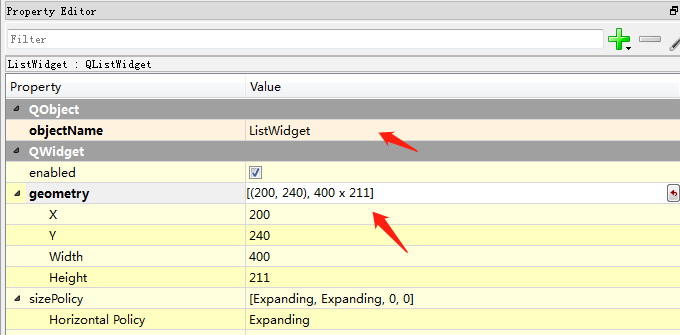 Property Editor
Filter
ListWidget : QListWidget
Property Value
QObject
objectName ListWidget
QWidget
enabled
geometry [(200, 240), 400 x 211]
X 200
Y 240
Width 400
Height 211
sizePolicy [Expanding, Expanding, 0, 0]
Horizontal Policy Expanding